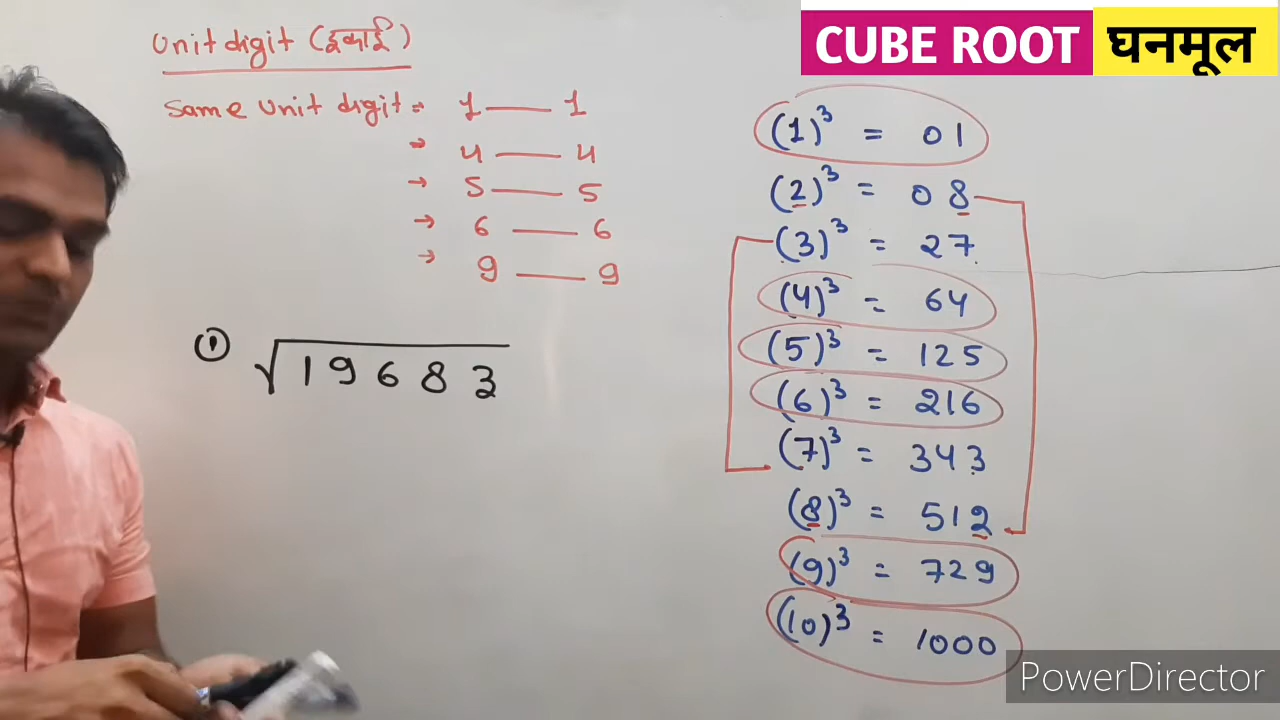 CUBE ROOT घनमूल
Unit digit (इकाई)
Same Unit digit :- 1 — 1
→ 4 — 4
→ 5 — 5
→ 6 — 6
→ 9 — 9
① √19683
(1)³ = 01
(2)³ = 08
(3)³ = 27
(4)³ = 64
(5)³ = 125
(6)³ = 216
(7)³ = 343
(8)³ = 512
(9)³ = 729
(10)³ = 1000
PowerDirector